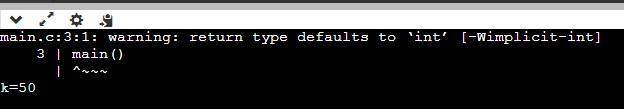 main.c:3:1: warning: return type defaults to ‘int’ [-Wimplicit-int]
3 | main()
| ^~~~
k=50